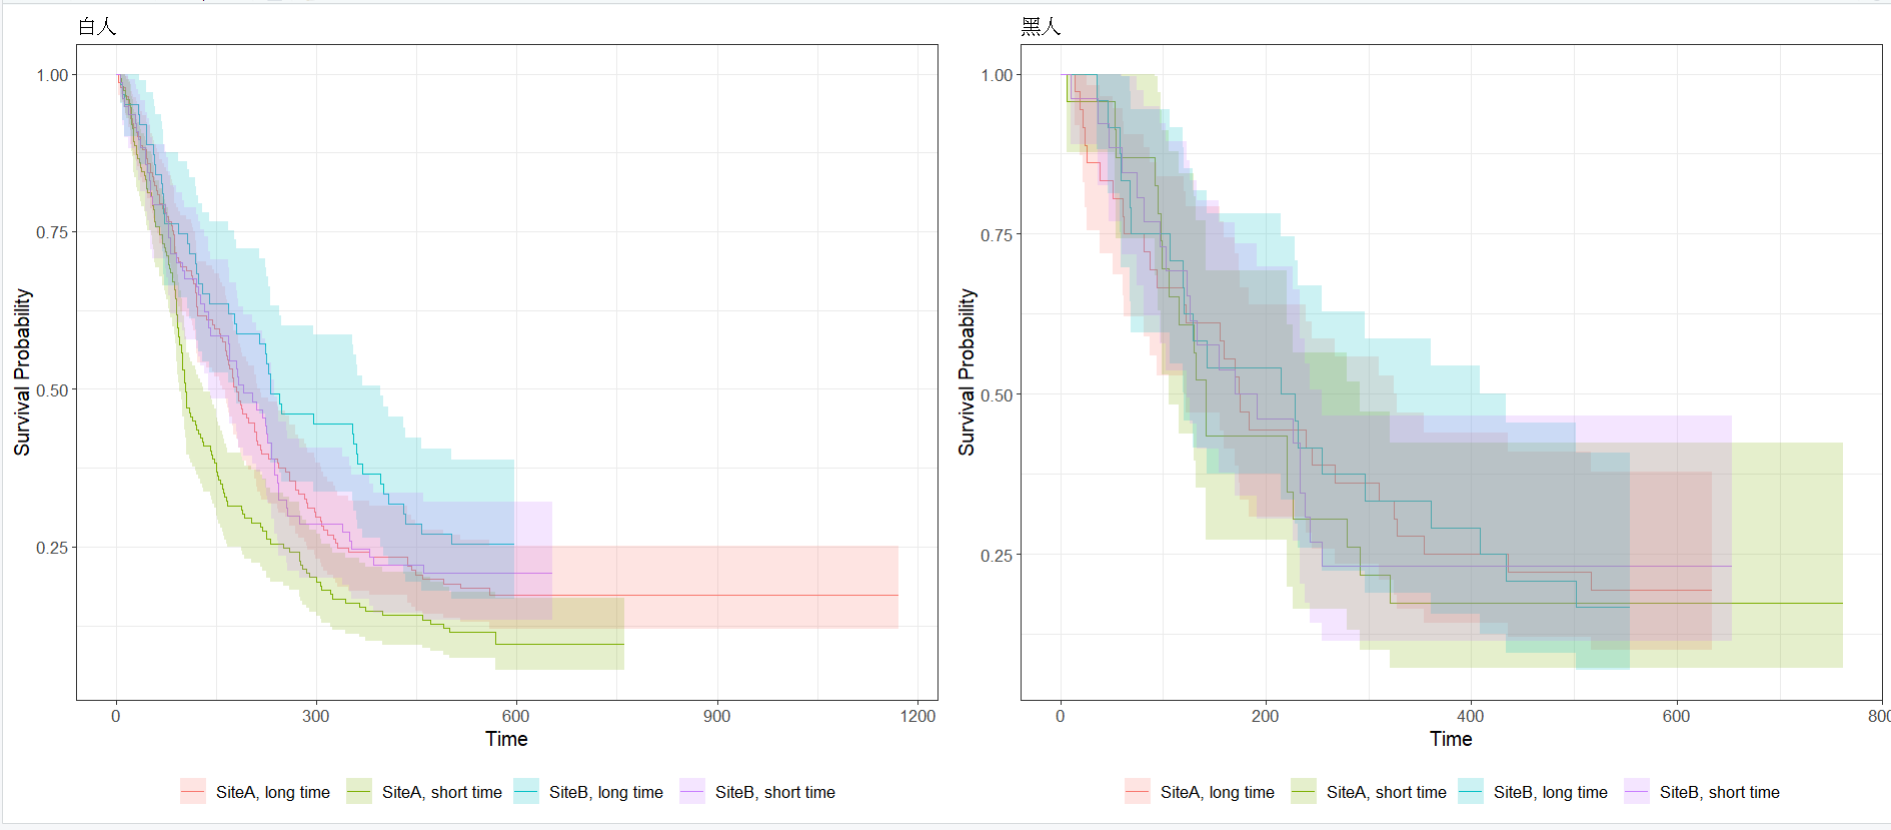 白人
1.00
0.75
0.50
0.25
Survival Probability
0
300
600
900
1200
Time
SiteA, long time
SiteA, short time
SiteB, long time
SiteB, short time
黑人
1.00
0.75
0.50
0.25
Survival Probability
0
200
400
600
800
Time
SiteA, long time
SiteA, short time
SiteB, long time
SiteB, short time